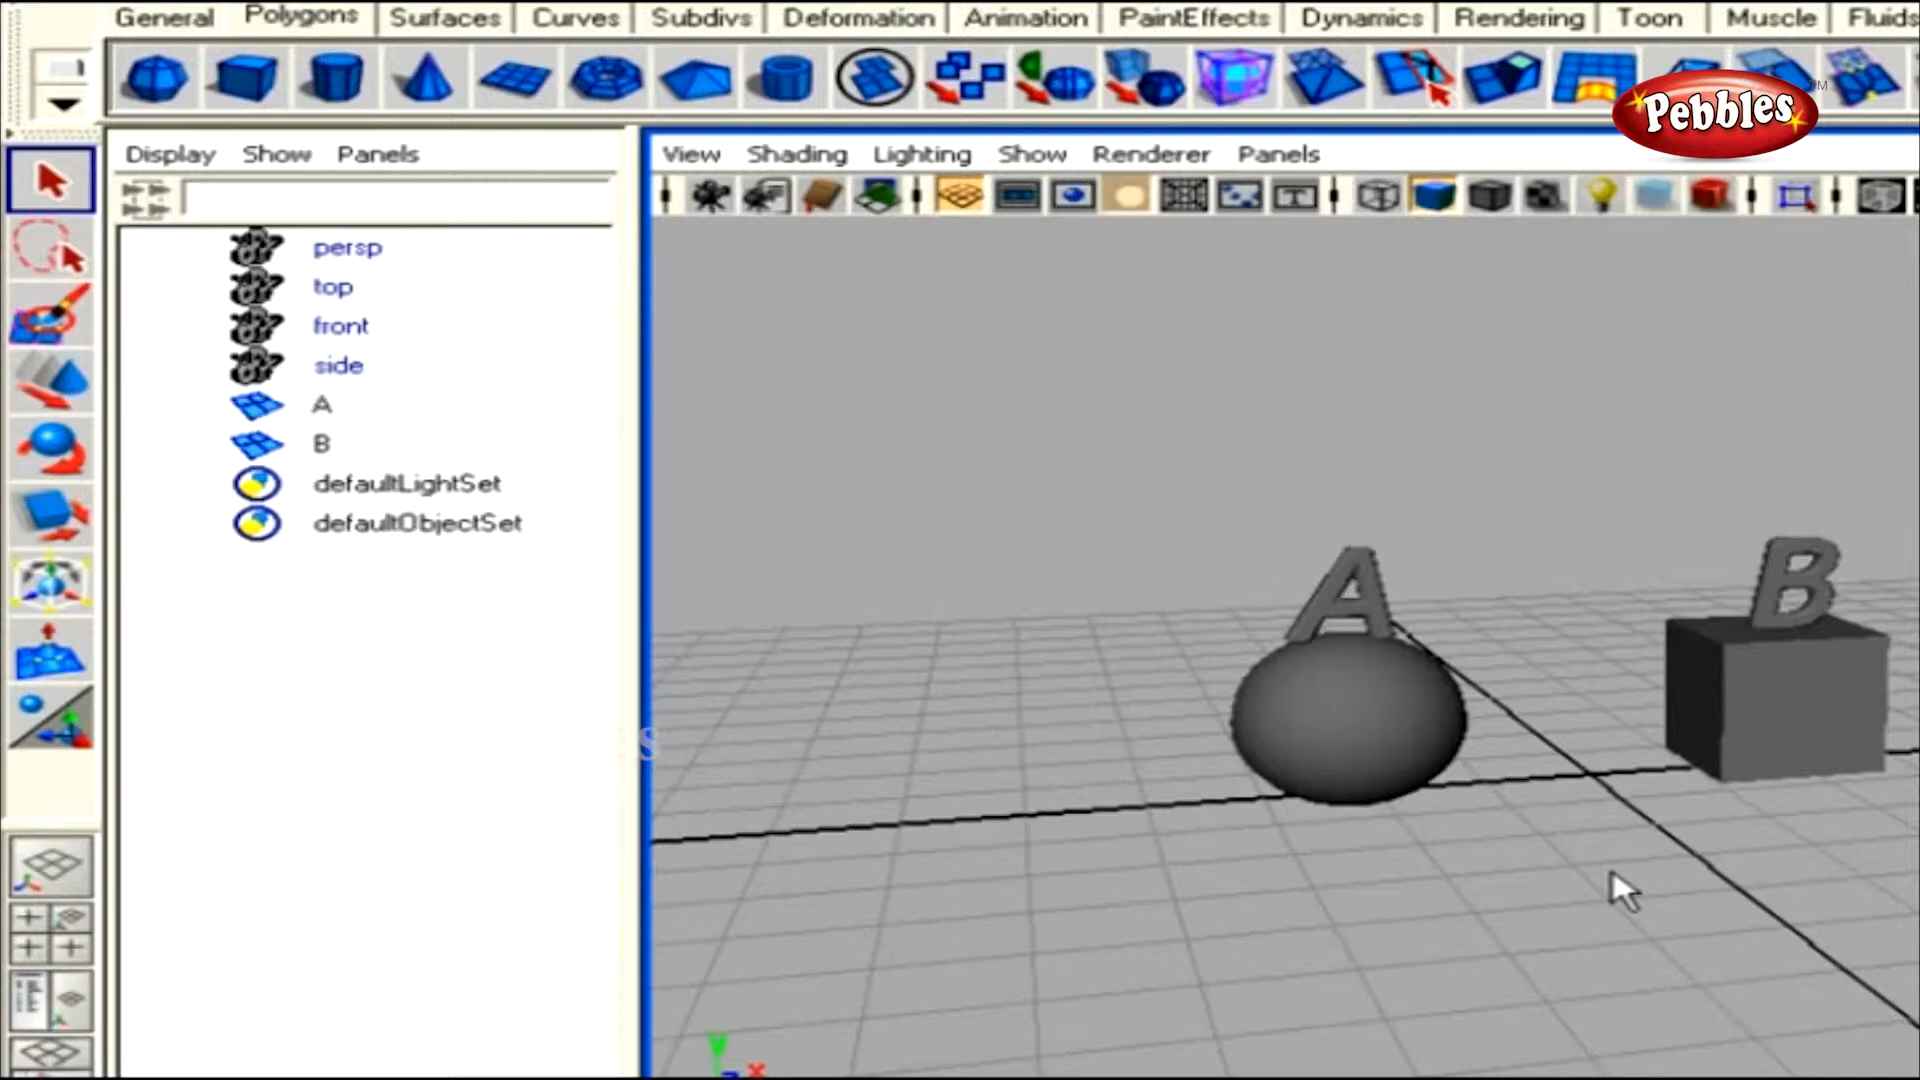 General Polygons Surfaces Curves Subdivs Deformation Animation PaintEffects Dynamics Rendering Toon Muscle Fluids
Pebbles TM
Display Show Panels
View Shading Lighting Show Renderer Panels
persp
top
front
side
A
B
defaultLightSet
defaultObjectSet
A
B
s
y
x